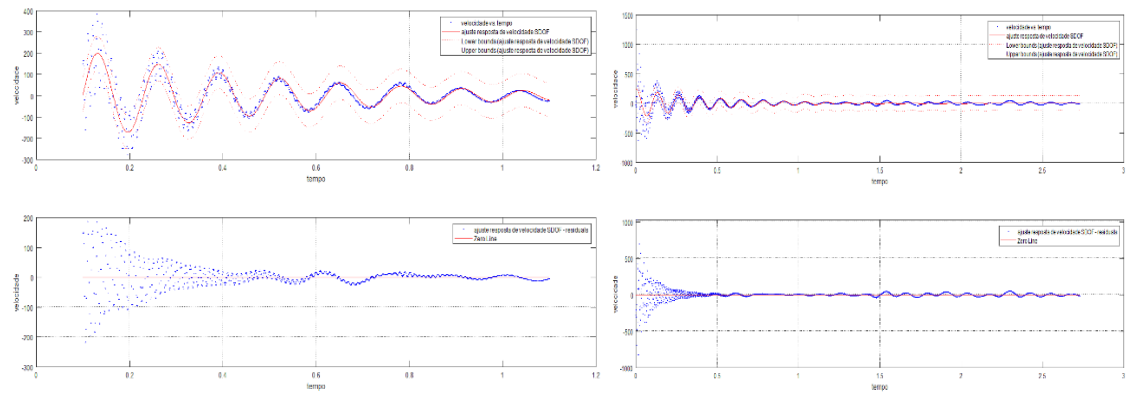 velocidade vs tempo
ajuste resposta de velocidade SDOF
Lower bounds (ajuste resposta de velocidade SDOF)
Upper bounds (ajuste resposta de velocidade SDOF)
400
300
200
100
0
-100
-200
-300
velocidade
0 0.2 0.4 0.6 0.8 1 1.2
tempo
velocidade vs tempo
ajuste resposta de velocidade SDOF
Lower bounds (ajuste resposta de velocidade SDOF)
Upper bounds (ajuste resposta de velocidade SDOF)
1500
1000
500
0
500
1000
velocidade
0 0.5 1 1.5 2 2.5 3
tempo
ajuste resposta de velocidade SDOF - residuals
Zero Line
200
100
0
-100
-200
-300
velocidade
0 0.2 0.4 0.6 0.8 1 1.2
tempo
ajuste resposta de velocidade SDOF - residuals
Zero Line
1000
500
0
-500
-1000
velocidade
0 0.5 1 1.5 2 2.5 3
tempo